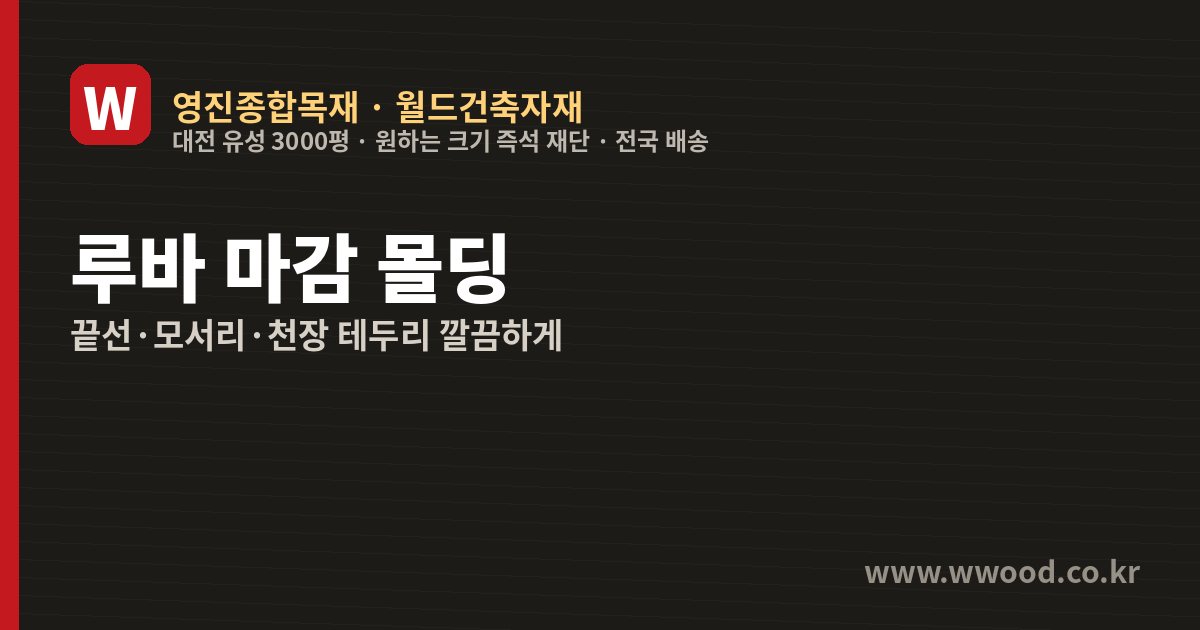 W
영진종합목재 · 월드건축자재
대전 유성 3000평 · 원하는 크기 즉석 재단 · 전국 배송
루바 마감 몰딩
끝선·모서리·천장 테두리 깔끔하게
www.wwood.co.kr